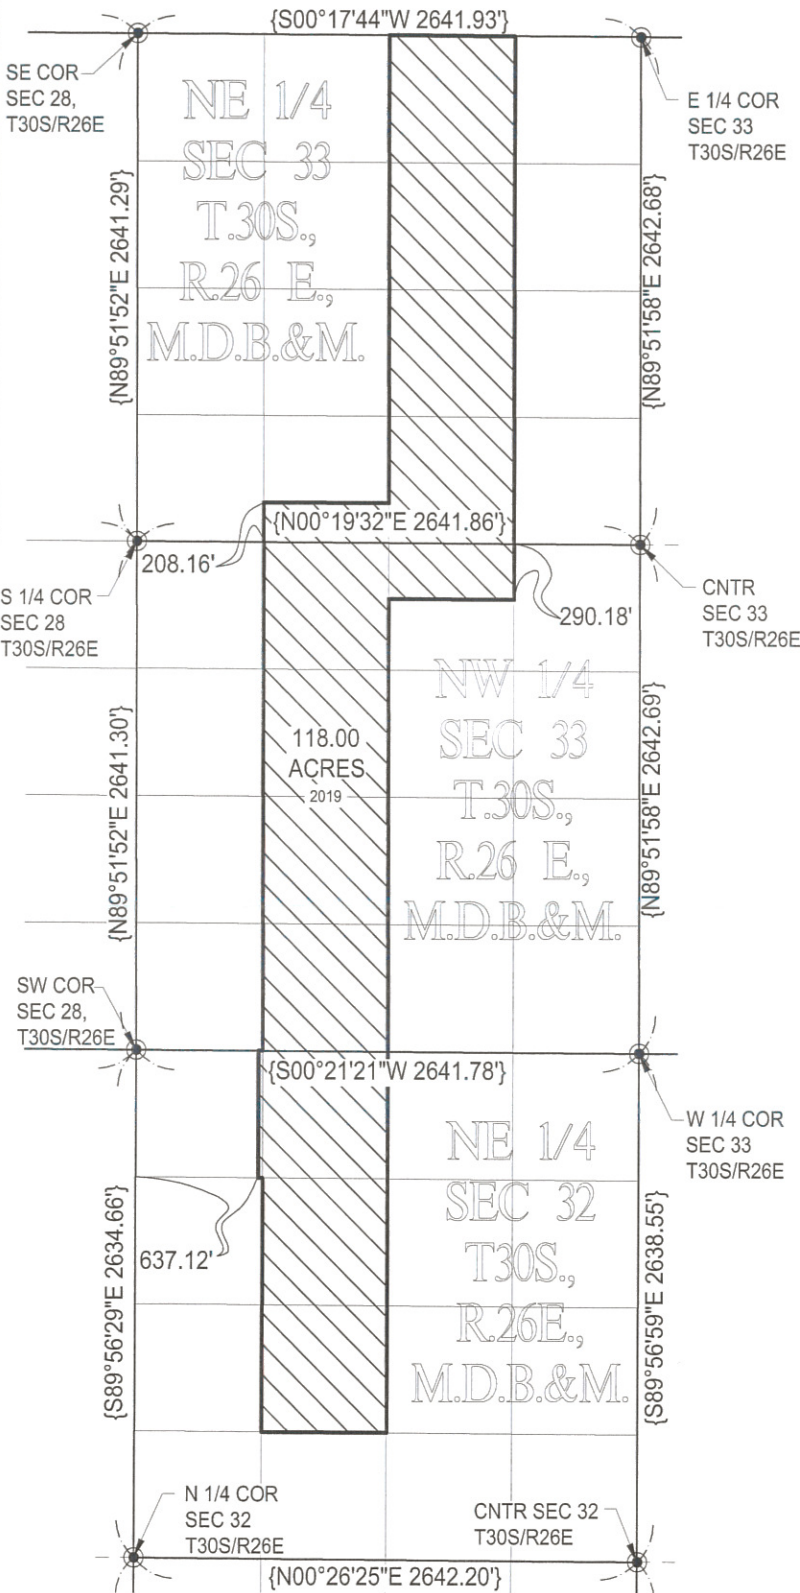 {S00°17'44"W 2641.93'}
SE COR
SEC 28,
T30S/R26E
E 1/4 COR
SEC 33
T30S/R26E
NE 1/4
SEC 33
T.30S.,
R.26 E.,
M.D.B.&M.
{N89°51'52"E 2641.29'}
{N89°51'58"E 2642.68'}
{N00°19'32"E 2641.86'}
208.16'
S 1/4 COR
SEC 28
T30S/R26E
CNTR
SEC 33
T30S/R26E
290.18'
NW 1/4
SEC 33
T.30S.,
R.26 E.,
M.D.B.&M.
118.00
ACRES
2019
{N89°51'52"E 2641.30'}
{N89°51'58"E 2642.69'}
SW COR
SEC 28,
T30S/R26E
{S00°21'21"W 2641.78'}
W 1/4 COR
SEC 33
T30S/R26E
NE 1/4
SEC 32
T30S.,
R.26E.,
M.D.B.&M.
637.12'
{S89°56'29"E 2634.66'}
{S89°56'59"E 2638.55'}
N 1/4 COR
SEC 32
T30S/R26E
CNTR SEC 32
T30S/R26E
{N00°26'25"E 2642.20'}